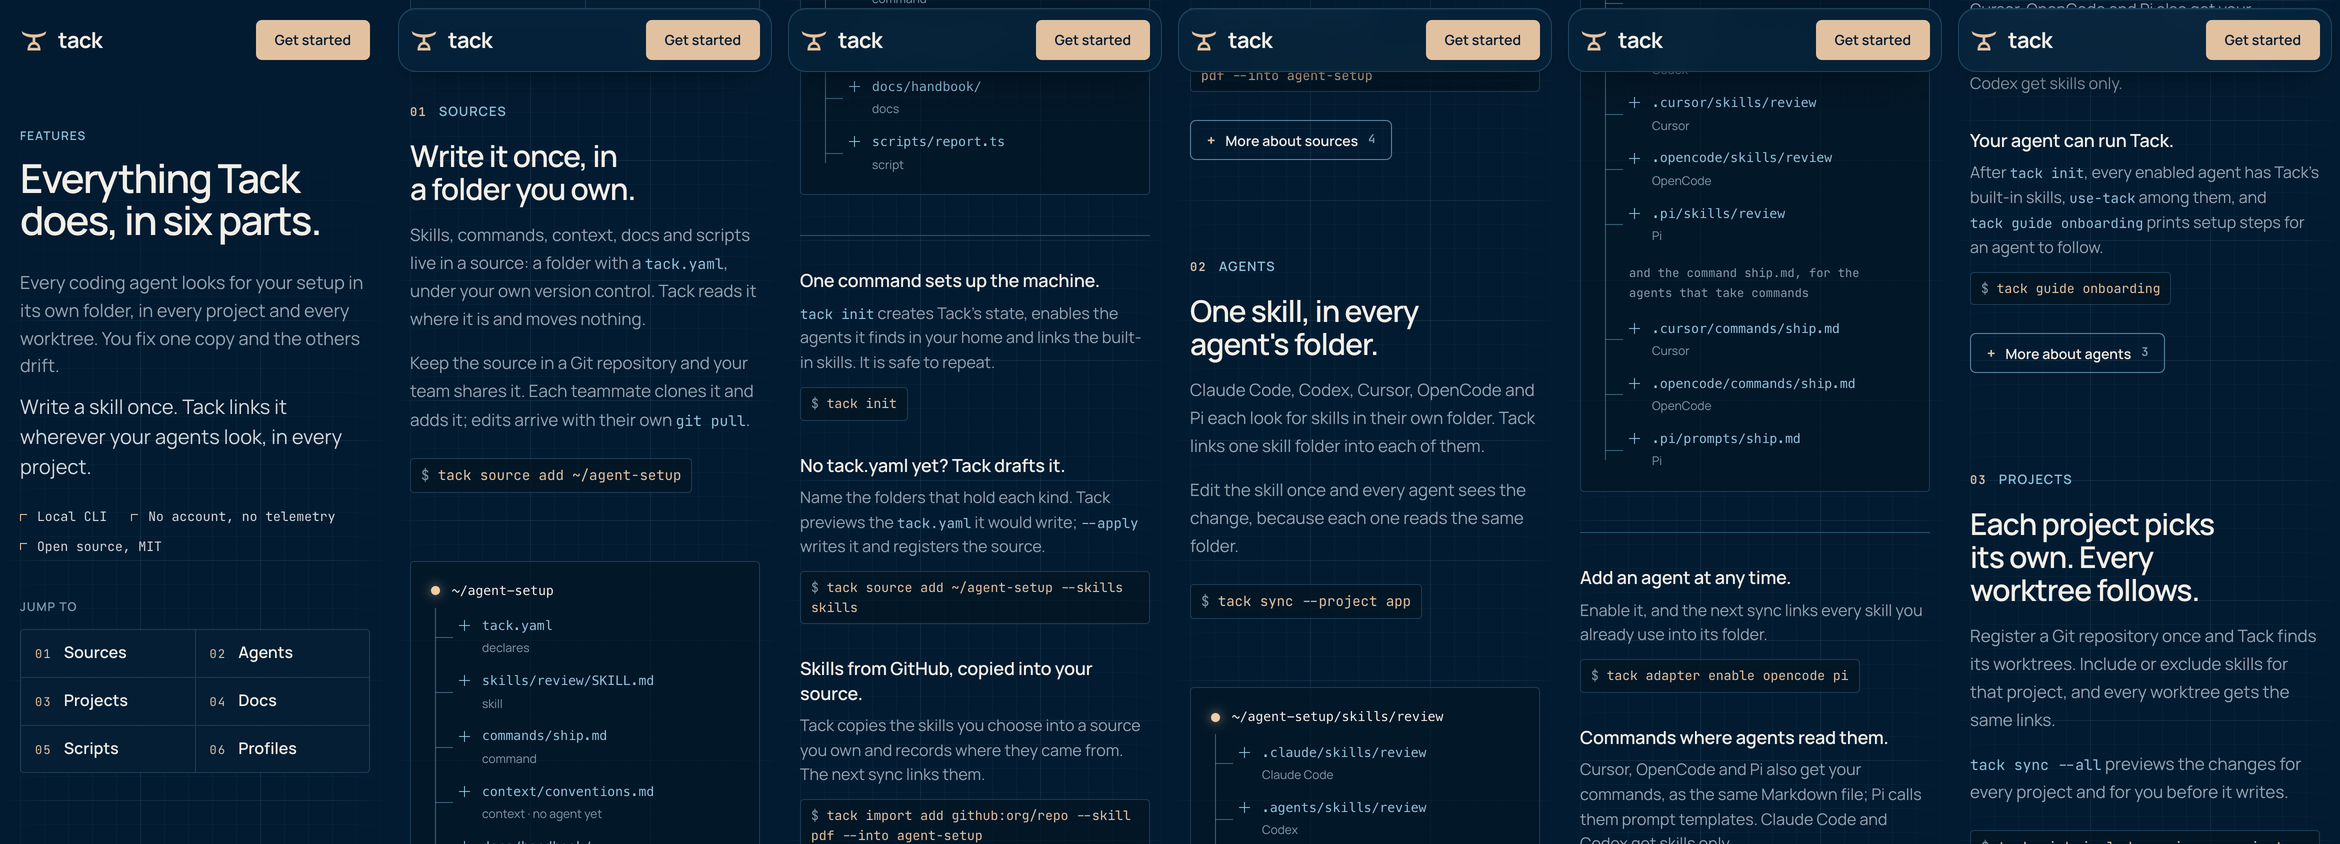 tack
Get started
FEATURES
Everything Tack
does, in six parts.
Every coding agent looks for your setup in
its own folder, in every project and every
worktree. You fix one copy and the others
drift.
Write a skill once. Tack links it
wherever your agents look, in every
project.
Local CLI
No account, no telemetry
Open source, MIT
JUMP TO
01 Sources
02 Agents
03 Projects
04 Docs
05 Scripts
06 Profiles
tack
Get started
01 SOURCES
Write it once, in
a folder you own.
Skills, commands, context, docs and scripts
live in a source: a folder with a tack.yaml,
under your own version control. Tack reads it
where it is and moves nothing.
Keep the source in a Git repository and your
team shares it. Each teammate clones it and
adds it; edits arrive with their own git pull.
$ tack source add ~/agent-setup
~/agent-setup
tack.yaml
declares
skills/review/SKILL.md
skill
commands/ship.md
command
context/conventions.md
context · no agent yet
command
tack
Get started
docs/handbook/
docs
scripts/report.ts
script
One command sets up the machine.
tack init creates Tack's state, enables the
agents it finds in your home and links the built-
in skills. It is safe to repeat.
$ tack init
No tack.yaml yet? Tack drafts it.
Name the folders that hold each kind. Tack
previews the tack.yaml it would write; --apply
writes it and registers the source.
$ tack source add ~/agent-setup --skills
skills
Skills from GitHub, copied into your
source.
Tack copies the skills you choose into a source
you own and records where they came from.
The next sync links them.
$ tack import add github:org/repo --skill
pdf --into agent-setup
tack
Get started
pdf --into agent-setup
+ More about sources 4
02 AGENTS
One skill, in every
agent's folder.
Claude Code, Codex, Cursor, OpenCode and
Pi each look for skills in their own folder. Tack
links one skill folder into each of them.
Edit the skill once and every agent sees the
change, because each one reads the same
folder.
$ tack sync --project app
~/agent-setup/skills/review
.claude/skills/review
Claude Code
.agents/skills/review
Codex
tack
Get started
Codex
.cursor/skills/review
Cursor
.opencode/skills/review
OpenCode
.pi/skills/review
Pi
and the command ship.md, for the
agents that take commands
.cursor/commands/ship.md
Cursor
.opencode/commands/ship.md
OpenCode
.pi/prompts/ship.md
Pi
Add an agent at any time.
Enable it, and the next sync links every skill you
already use into its folder.
$ tack adapter enable opencode pi
Commands where agents read them.
Cursor, OpenCode and Pi also get your
commands, as the same Markdown file; Pi calls
them prompt templates. Claude Code and
Codex get skills only.
Cursor, OpenCode and Pi also get your
tack
Get started
Codex get skills only.
Your agent can run Tack.
After tack init, every enabled agent has Tack's
built-in skills, use-tack among them, and
tack guide onboarding prints setup steps for
an agent to follow.
$ tack guide onboarding
+ More about agents 3
03 PROJECTS
Each project picks
its own. Every
worktree follows.
Register a Git repository once and Tack finds
its worktrees. Include or exclude skills for
that project, and every worktree gets the
same links.
tack sync --all previews the changes for
every project and for you before it writes.